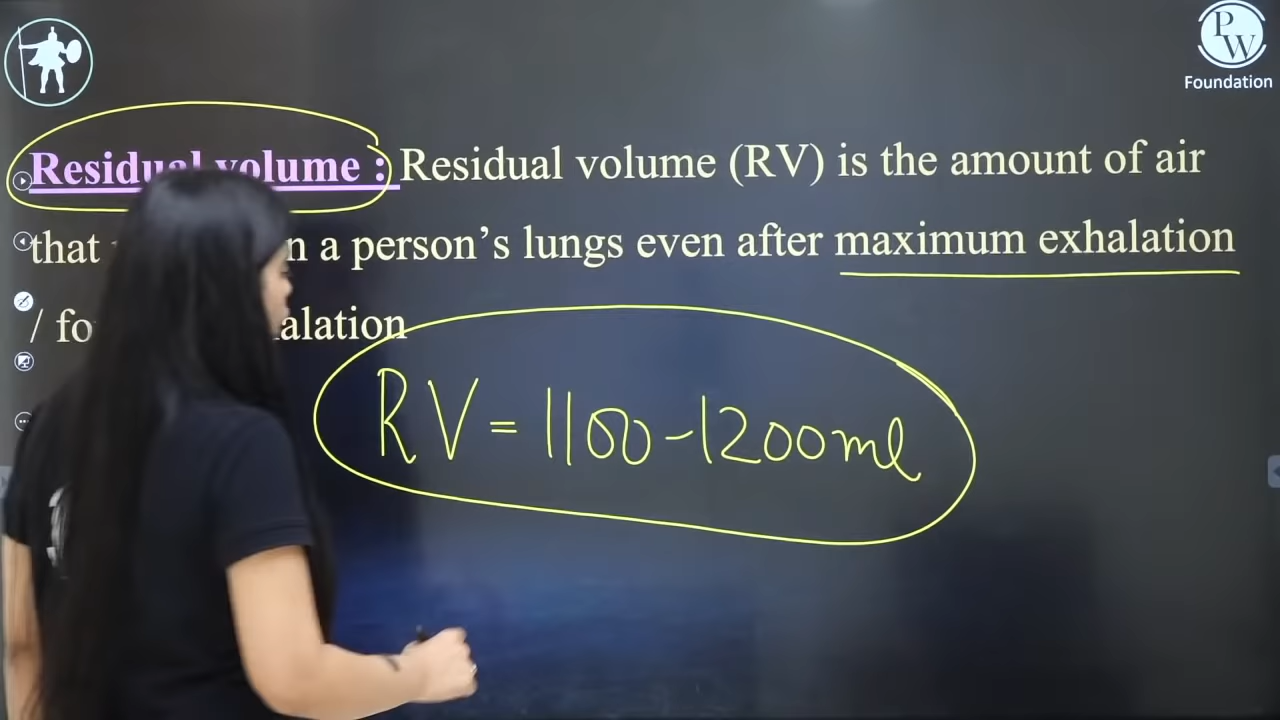 PW
Foundation
Residual volume : Residual volume (RV) is the amount of air
that n a person's lungs even after maximum exhalation
/ fo alation
RV = 1100-1200ml